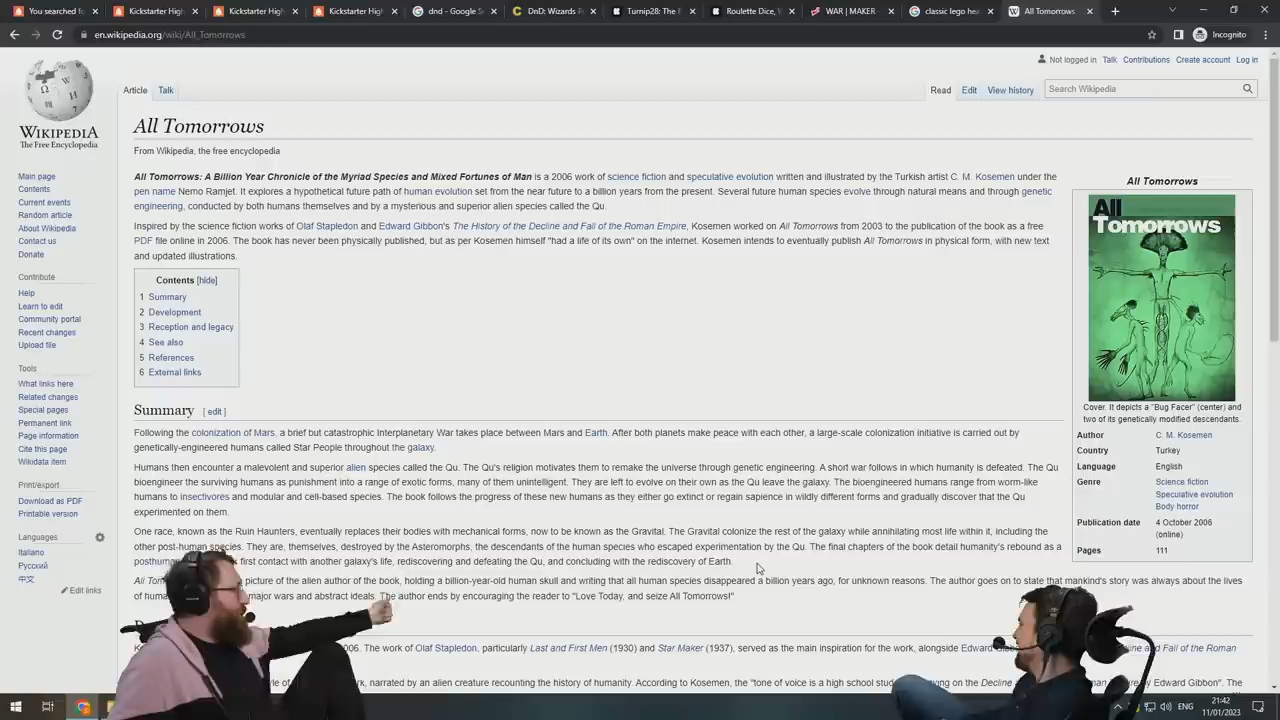 You started for
Kickstarter High
Kickstarter High
Kickstarter High
dnd - Google S
DnD: Wizards P
Turnip28: The
Roulette Dice,
WAR | MAKER
classic lego he
All Tomorrows
en.wikipedia.org/wiki/All_Tomorrows
Incognito
Not logged in Talk Contributions Create account Log in
Article Talk
Read Edit View history
Search Wikipedia
WIKIPEDIA
The Free Encyclopedia
Main page
Contents
Current events
Random article
About Wikipedia
Contact us
Donate
Contribute
Help
Learn to edit
Community portal
Recent changes
Upload file
Tools
What links here
Related changes
Special pages
Permanent link
Page information
Cite this page
Wikidata item
Print/export
Download as PDF
Printable version
Languages
Italiano
Русский
中文
Edit links
All Tomorrows
From Wikipedia, the free encyclopedia
All Tomorrows: A Billion Year Chronicle of the Myriad Species and Mixed Fortunes of Man is a 2006 work of science fiction and speculative evolution written and illustrated by the Turkish artist C. M. Kosemen under the
pen name Nemo Ramjet. It explores a hypothetical future path of human evolution set from the near future to a billion years from the present. Several future human species evolve through natural means and through genetic
engineering, conducted by both humans themselves and by a mysterious and superior alien species called the Qu.
Inspired by the science fiction works of Olaf Stapledon and Edward Gibbon's The History of the Decline and Fall of the Roman Empire, Kosemen worked on All Tomorrows from 2003 to the publication of the book as a free
PDF file online in 2006. The book has never been physically published, but as per Kosemen himself "had a life of its own" on the internet. Kosemen intends to eventually publish All Tomorrows in physical form, with new text
and updated illustrations.
Contents [hide]
1 Summary
2 Development
3 Reception and legacy
4 See also
5 References
6 External links
All Tomorrows
All
Tomorrows
Cover. It depicts a "Bug Facer" (center) and
two of its genetically modified descendants.
Author C. M. Kosemen
Country Turkey
Language English
Genre Science fiction
Speculative evolution
Body horror
Publication date 4 October 2006
(online)
Pages 111
Summary [ edit ]
Following the colonization of Mars, a brief but catastrophic Interplanetary War takes place between Mars and Earth. After both planets make peace with each other, a large-scale colonization initiative is carried out by
genetically-engineered humans called Star People throughout the galaxy.
Humans then encounter a malevolent and superior alien species called the Qu. The Qu's religion motivates them to remake the universe through genetic engineering. A short war follows in which humanity is defeated. The Qu
bioengineer the surviving humans as punishment into a range of exotic forms, many of them unintelligent. They are left to evolve on their own as the Qu leave the galaxy. The bioengineered humans range from worm-like
humans to insectivores and modular and cell-based species. The book follows the progress of these new humans as they either go extinct or regain sapience in wildly different forms and gradually discover that the Qu
experimented on them.
One race, known as the Ruin Haunters, eventually replaces their bodies with mechanical forms, now to be known as the Gravital. The Gravital colonize the rest of the galaxy while annihilating most life within it, including the
other post-human species. They are, themselves, destroyed by the Asteromorphs, the descendants of the human species who escaped experimentation by the Qu. The final chapters of the book detail humanity's rebound as a
posthuman first contact with another galaxy's life, rediscovering and defeating the Qu, and concluding with the rediscovery of Earth.
All Tom picture of the alien author of the book, holding a billion-year-old human skull and writing that all human species disappeared a billion years ago, for unknown reasons. The author goes on to state that mankind's story was always about the lives
of huma major wars and abstract ideals. The author ends by encouraging the reader to "Love Today, and seize All Tomorrows!"
D
006. The work of Olaf Stapledon, particularly Last and First Men (1930) and Star Maker (1937), served as the main inspiration for the work, alongside Edward and Fall of the Roman
narrated by an alien creature recounting the history of humanity. According to Kosemen, the "tone of voice is a high school on the Decline by Edward Gibbon". The
ENG
21:42
11/01/2023